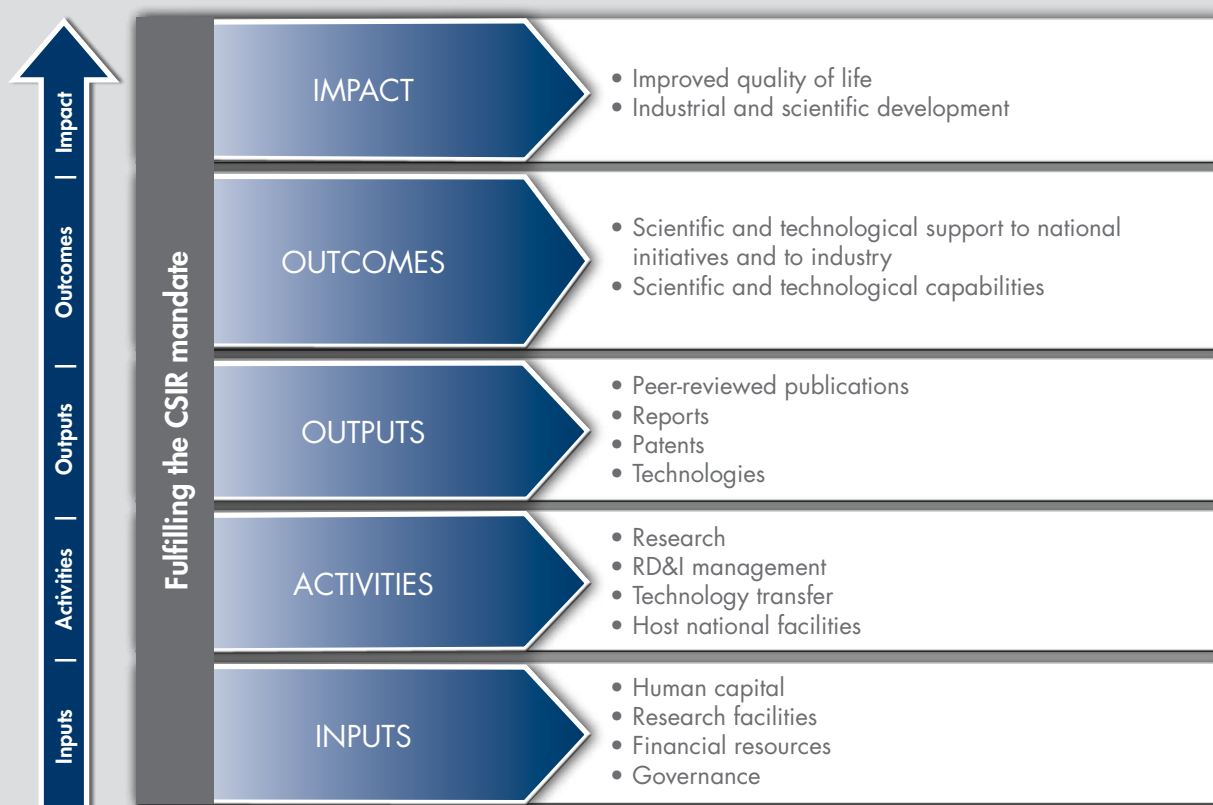 Impact | Outcomes | Outputs | Activities | Inputs
Fulfilling the CSIR mandate
IMPACT
• Improved quality of life
• Industrial and scientific development
OUTCOMES
• Scientific and technological support to national
initiatives and to industry
• Scientific and technological capabilities
OUTPUTS
• Peer-reviewed publications
• Reports
• Patents
• Technologies
ACTIVITIES
• Research
• RD&I management
• Technology transfer
• Host national facilities
INPUTS
• Human capital
• Research facilities
• Financial resources
• Governance